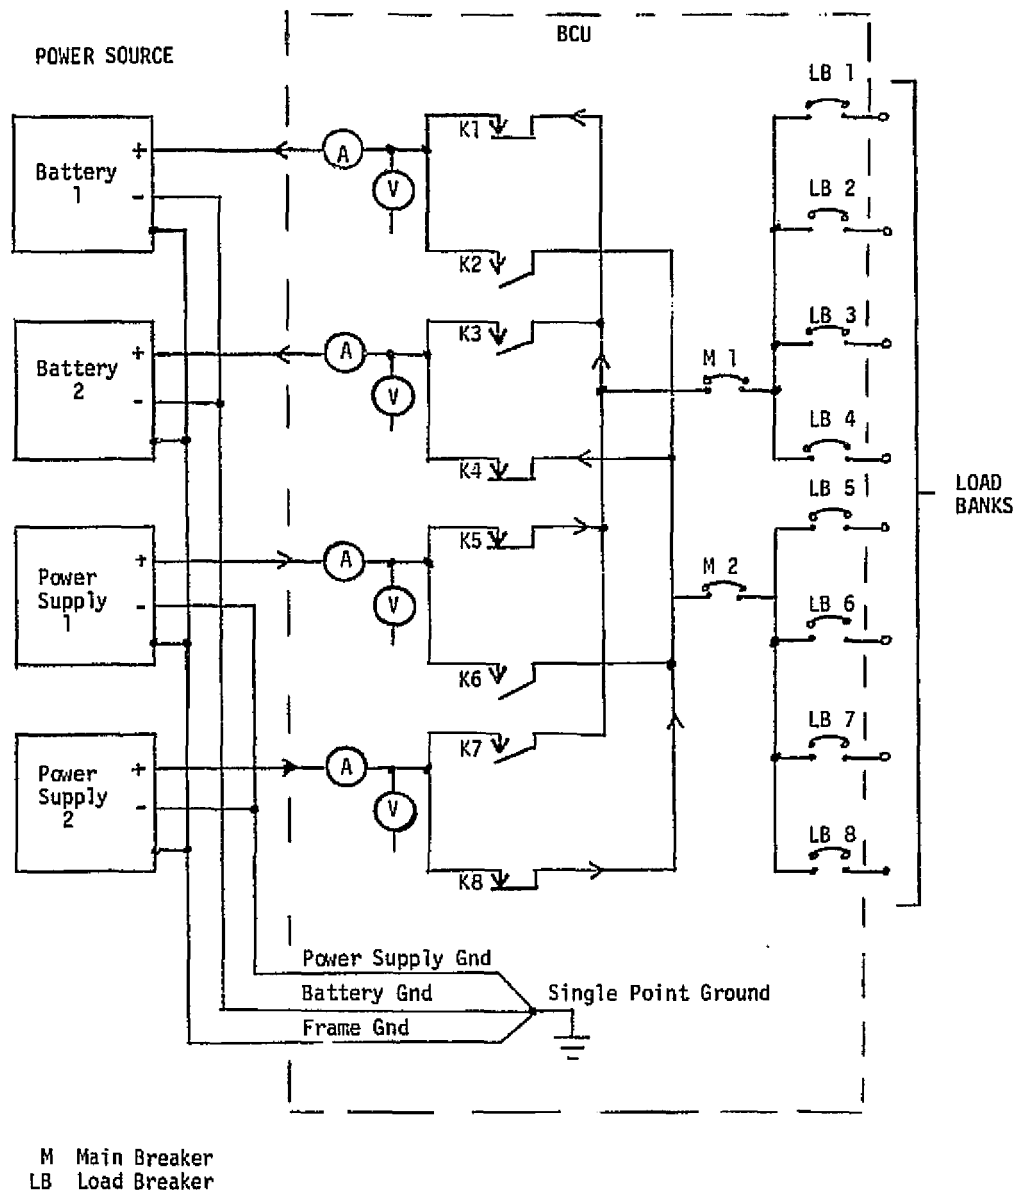 BCU
POWER SOURCE
LB 1
K1
+
A
Battery
1
V
-
LB 2
K2
LB 3
K3
+
A
M 1
Battery
2
V
-
LB 4
K4
LB 5
LOAD
BANKS
K5
+
A
M 2
Power
Supply
1
V
-
LB 6
K6
LB 7
K7
+
A
Power
Supply
2
V
-
LB 8
K8
Power Supply Gnd
Battery Gnd
Single Point Ground
Frame Gnd
M Main Breaker
LB Load Breaker